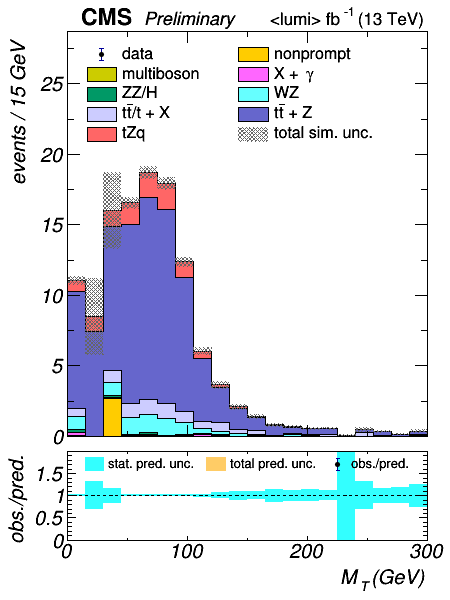 CMS Preliminary <lumi> fb⁻¹ (13 TeV)
events / 15 GeV
data
nonprompt
multiboson
X + γ
ZZ/H
WZ
tt̄/t + X
tt̄ + Z
tZq
total sim. unc.
25
20
15
10
5
0
obs./pred.
stat. pred. unc.
total pred. unc.
obs./pred.
1.5
1
0.5
0
0 100 200 300
M_T (GeV)